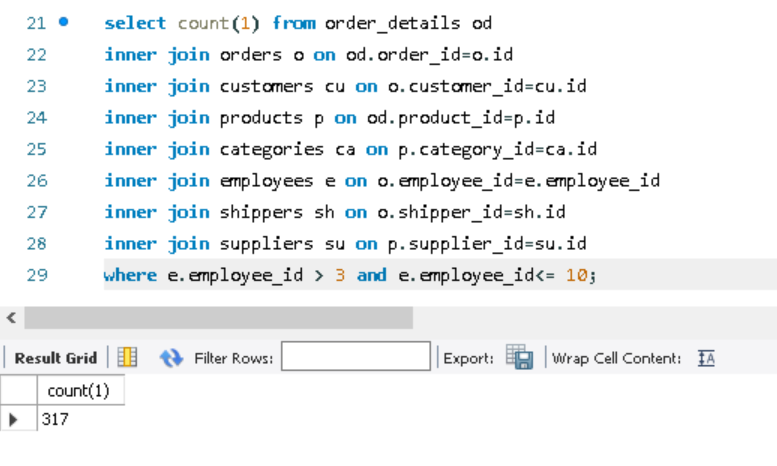 21 select count(1) from order_details od
22 inner join orders o on od.order_id=o.id
23 inner join customers cu on o.customer_id=cu.id
24 inner join products p on od.product_id=p.id
25 inner join categories ca on p.category_id=ca.id
26 inner join employees e on o.employee_id=e.employee_id
27 inner join shippers sh on o.shipper_id=sh.id
28 inner join suppliers su on p.supplier_id=su.id
29 where e.employee_id > 3 and e.employee_id<= 10;
Result Grid Filter Rows: Export: Wrap Cell Content: IA
count(1)
317